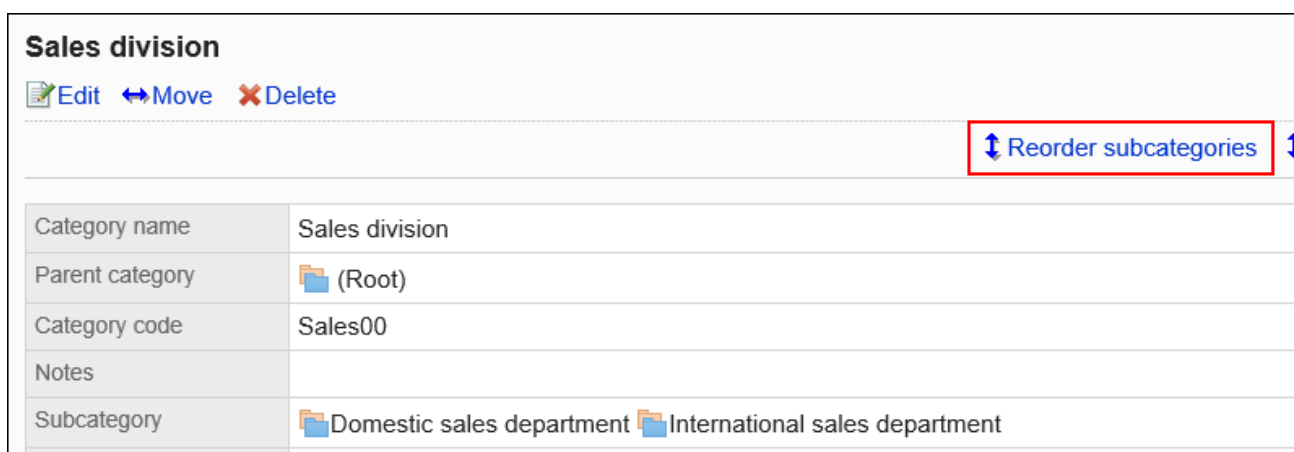 Sales division
Edit Move Delete
Reorder subcategories
Category name Sales division
Parent category (Root)
Category code Sales00
Notes
Subcategory Domestic sales department International sales department